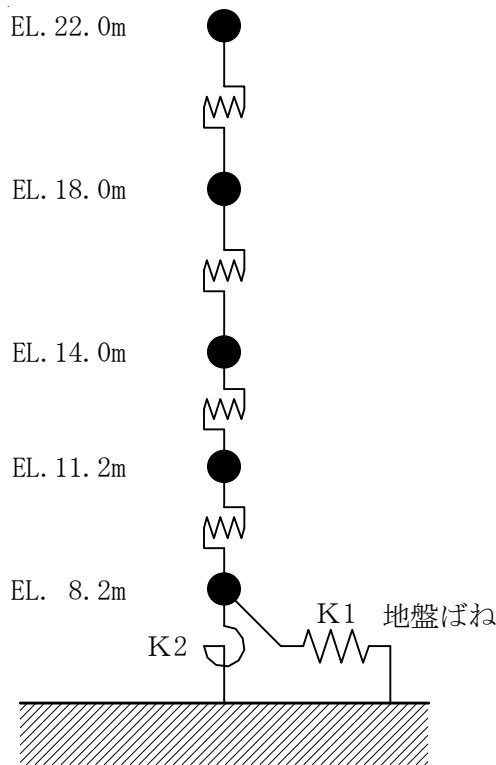 EL.22.0m
EL.18.0m
EL.14.0m
EL.11.2m
EL. 8.2m
K1 地盤ばね
K2